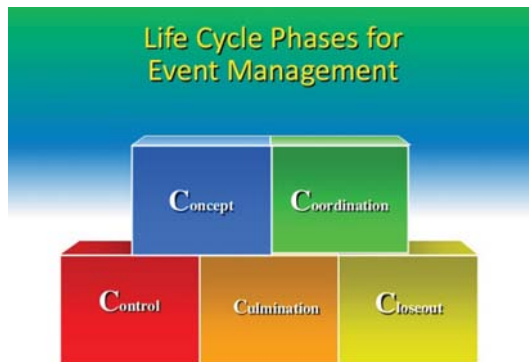 Life Cycle Phases for
Event Management
Concept
Coordination
Control
Culmination
Closeout